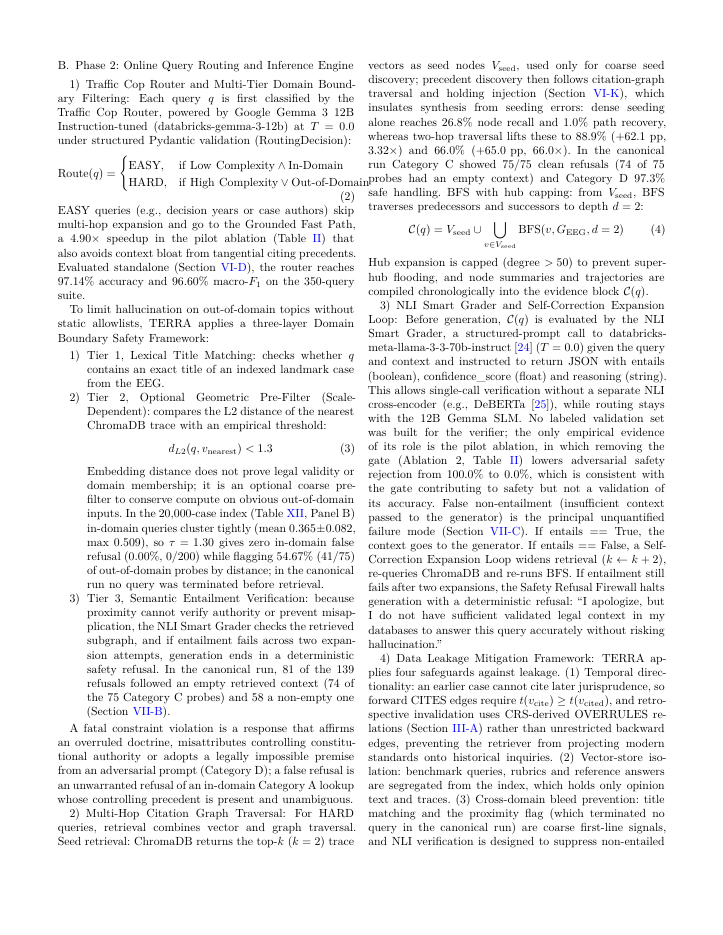 B. Phase 2: Online Query Routing and Inference Engine
1) Traffic Cop Router and Multi-Tier Domain Bound-
ary Filtering: Each query q is first classified by the
Traffic Cop Router, powered by Google Gemma 3 12B
Instruction-tuned (databricks-gemma-3-12b) at T = 0.0
under structured Pydantic validation (RoutingDecision):
Route(q) = { EASY, if Low Complexity ∧ In-Domain
HARD, if High Complexity ∨ Out-of-Domain
(2)
EASY queries (e.g., decision years or case authors) skip
multi-hop expansion and go to the Grounded Fast Path,
a 4.90× speedup in the pilot ablation (Table II) that
also avoids context bloat from tangential citing precedents.
Evaluated standalone (Section VI-D), the router reaches
97.14% accuracy and 96.60% macro-F1 on the 350-query
suite.
To limit hallucination on out-of-domain topics without
static allowlists, TERRA applies a three-layer Domain
Boundary Safety Framework:
1) Tier 1, Lexical Title Matching: checks whether q
contains an exact title of an indexed landmark case
from the EEG.
2) Tier 2, Optional Geometric Pre-Filter (Scale-
Dependent): compares the L2 distance of the nearest
ChromaDB trace with an empirical threshold:
dL2(q, vnearest) < 1.3 (3)
Embedding distance does not prove legal validity or
domain membership; it is an optional coarse pre-
filter to conserve compute on obvious out-of-domain
inputs. In the 20,000-case index (Table XII, Panel B)
in-domain queries cluster tightly (mean 0.365±0.082,
max 0.509), so τ = 1.30 gives zero in-domain false
refusal (0.00%, 0/200) while flagging 54.67% (41/75)
of out-of-domain probes by distance; in the canonical
run no query was terminated before retrieval.
3) Tier 3, Semantic Entailment Verification: because
proximity cannot verify authority or prevent misap-
plication, the NLI Smart Grader checks the retrieved
subgraph, and if entailment fails across two expan-
sion attempts, generation ends in a deterministic
safety refusal. In the canonical run, 81 of the 139
refusals followed an empty retrieved context (74 of
the 75 Category C probes) and 58 a non-empty one
(Section VII-B).
A fatal constraint violation is a response that affirms
an overruled doctrine, misattributes controlling constitu-
tional authority or adopts a legally impossible premise
from an adversarial prompt (Category D); a false refusal is
an unwarranted refusal of an in-domain Category A lookup
whose controlling precedent is present and unambiguous.
2) Multi-Hop Citation Graph Traversal: For HARD
queries, retrieval combines vector and graph traversal.
Seed retrieval: ChromaDB returns the top-k (k = 2) trace
vectors as seed nodes Vseed, used only for coarse seed
discovery; precedent discovery then follows citation-graph
traversal and holding injection (Section VI-K), which
insulates synthesis from seeding errors: dense seeding
alone reaches 26.8% node recall and 1.0% path recovery,
whereas two-hop traversal lifts these to 88.9% (+62.1 pp,
3.32×) and 66.0% (+65.0 pp, 66.0×). In the canonical
run Category C showed 75/75 clean refusals (74 of 75
probes had an empty context) and Category D 97.3%
safe handling. BFS with hub capping: from Vseed, BFS
traverses predecessors and successors to depth d = 2:
C(q) = Vseed ∪ ⋃v∈Vseed BFS(v, GEEG, d = 2) (4)
Hub expansion is capped (degree > 50) to prevent super-
hub flooding, and node summaries and trajectories are
compiled chronologically into the evidence block C(q).
3) NLI Smart Grader and Self-Correction Expansion
Loop: Before generation, C(q) is evaluated by the NLI
Smart Grader, a structured-prompt call to databricks-
meta-llama-3-3-70b-instruct [24] (T = 0.0) given the query
and context and instructed to return JSON with entails
(boolean), confidence_score (float) and reasoning (string).
This allows single-call verification without a separate NLI
cross-encoder (e.g., DeBERTa [25]), while routing stays
with the 12B Gemma SLM. No labeled validation set
was built for the verifier; the only empirical evidence
of its role is the pilot ablation, in which removing the
gate (Ablation 2, Table II) lowers adversarial safety
rejection from 100.0% to 0.0%, which is consistent with
the gate contributing to safety but not a validation of
its accuracy. False non-entailment (insufficient context
passed to the generator) is the principal unquantified
failure mode (Section VII-C). If entails == True, the
context goes to the generator. If entails == False, a Self-
Correction Expansion Loop widens retrieval (k ← k + 2),
re-queries ChromaDB and re-runs BFS. If entailment still
fails after two expansions, the Safety Refusal Firewall halts
generation with a deterministic refusal: “I apologize, but
I do not have sufficient validated legal context in my
databases to answer this query accurately without risking
hallucination.”
4) Data Leakage Mitigation Framework: TERRA ap-
plies four safeguards against leakage. (1) Temporal direc-
tionality: an earlier case cannot cite later jurisprudence, so
forward CITES edges require t(vcite) ≥ t(vcited), and retro-
spective invalidation uses CRS-derived OVERRULES re-
lations (Section III-A) rather than unrestricted backward
edges, preventing the retriever from projecting modern
standards onto historical inquiries. (2) Vector-store iso-
lation: benchmark queries, rubrics and reference answers
are segregated from the index, which holds only opinion
text and traces. (3) Cross-domain bleed prevention: title
matching and the proximity flag (which terminated no
query in the canonical run) are coarse first-line signals,
and NLI verification is designed to suppress non-entailed